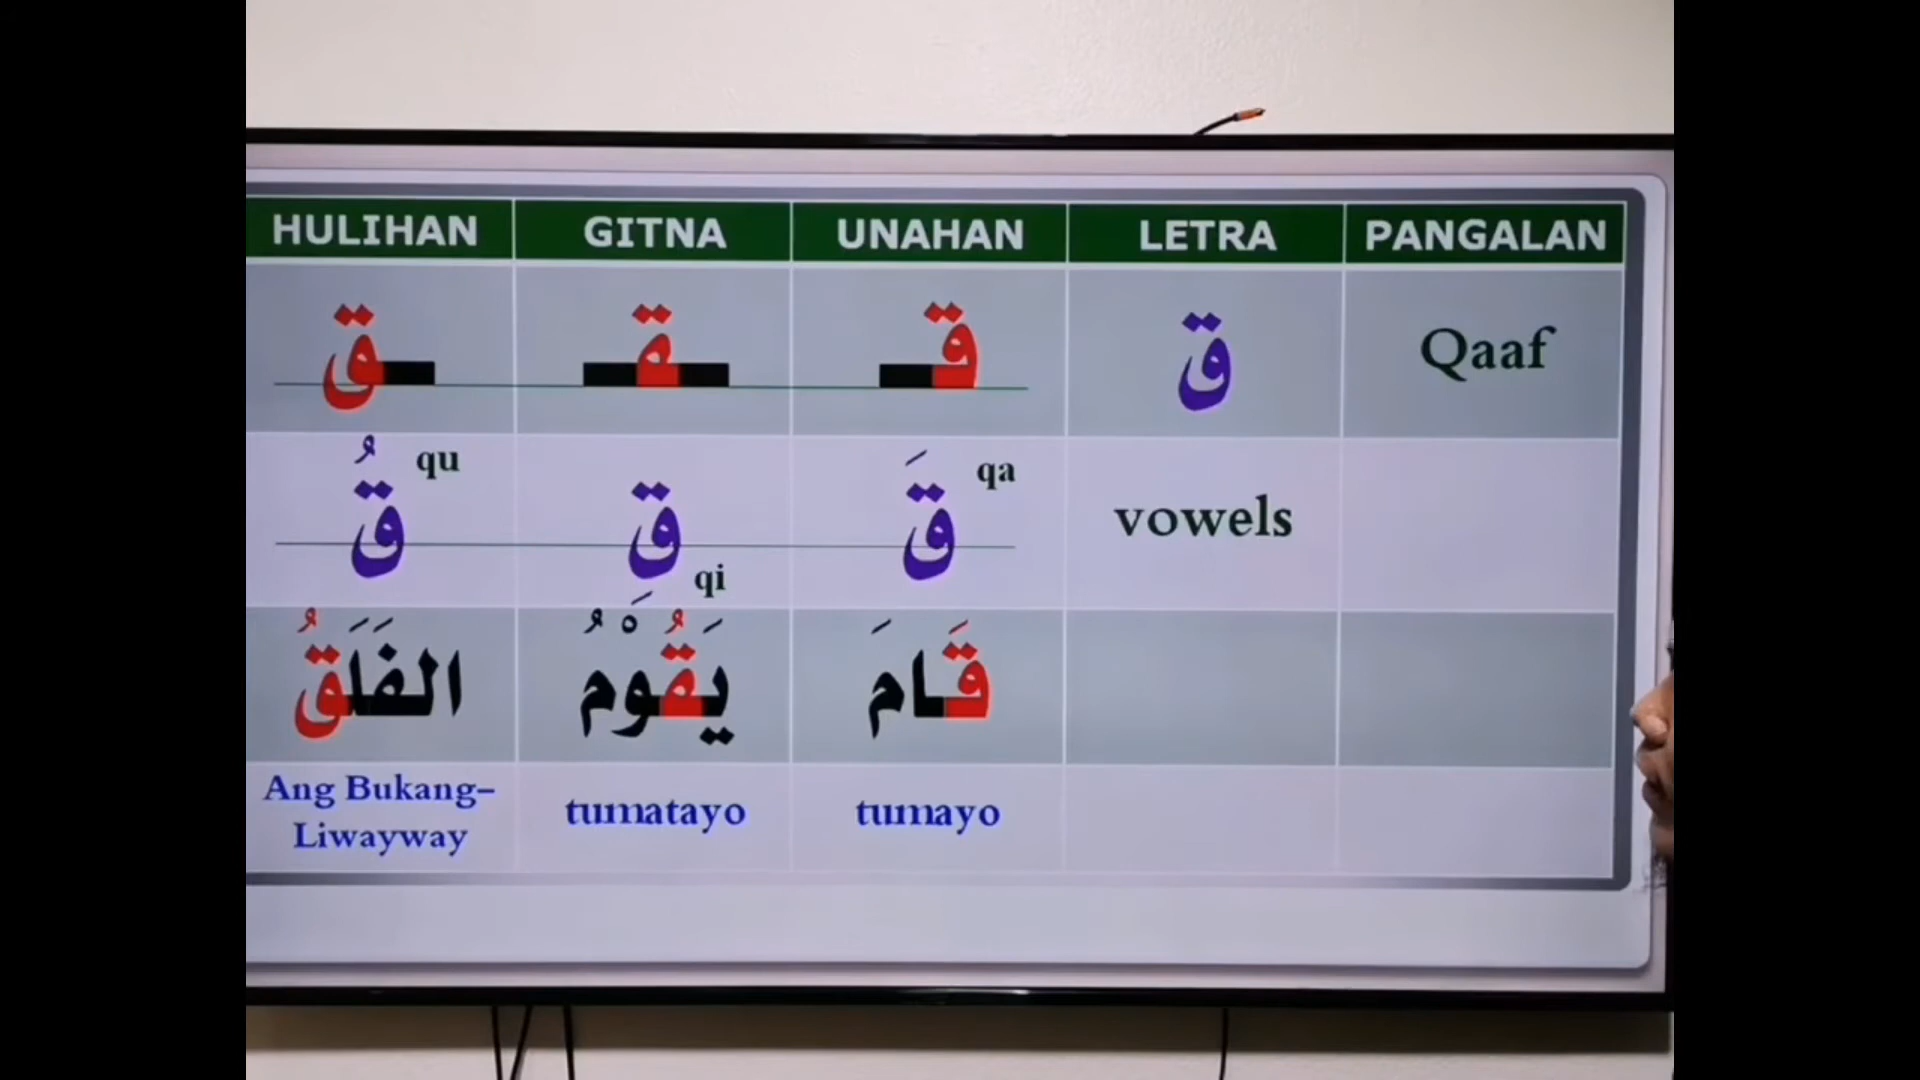 HULIHAN GITNA UNAHAN LETRA PANGALAN
ـق ـقـ قـ ق Qaaf
قُ qu قِ qi قَ qa vowels
الفَلَقُ يَقُوْمُ قَامَ
Ang Bukang– tumatayo tumayo
Liwayway